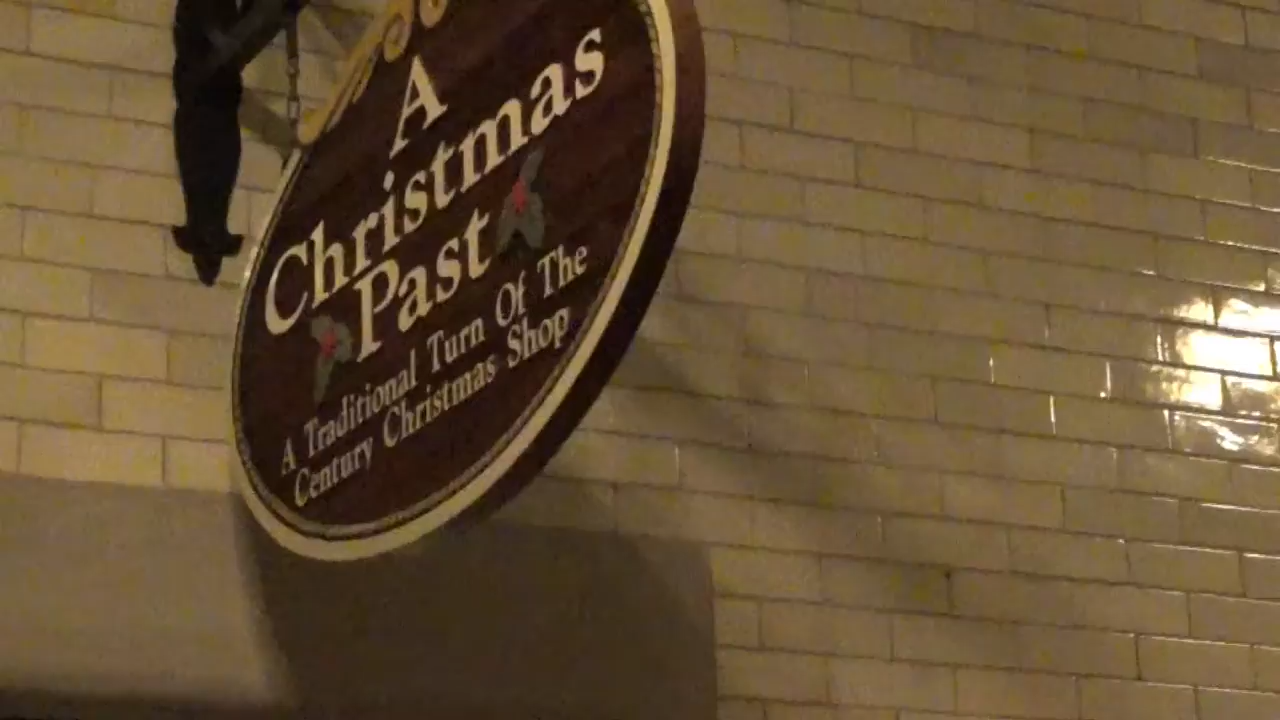 A
Christmas
Past
A Traditional Turn Of The
Century Christmas Shop